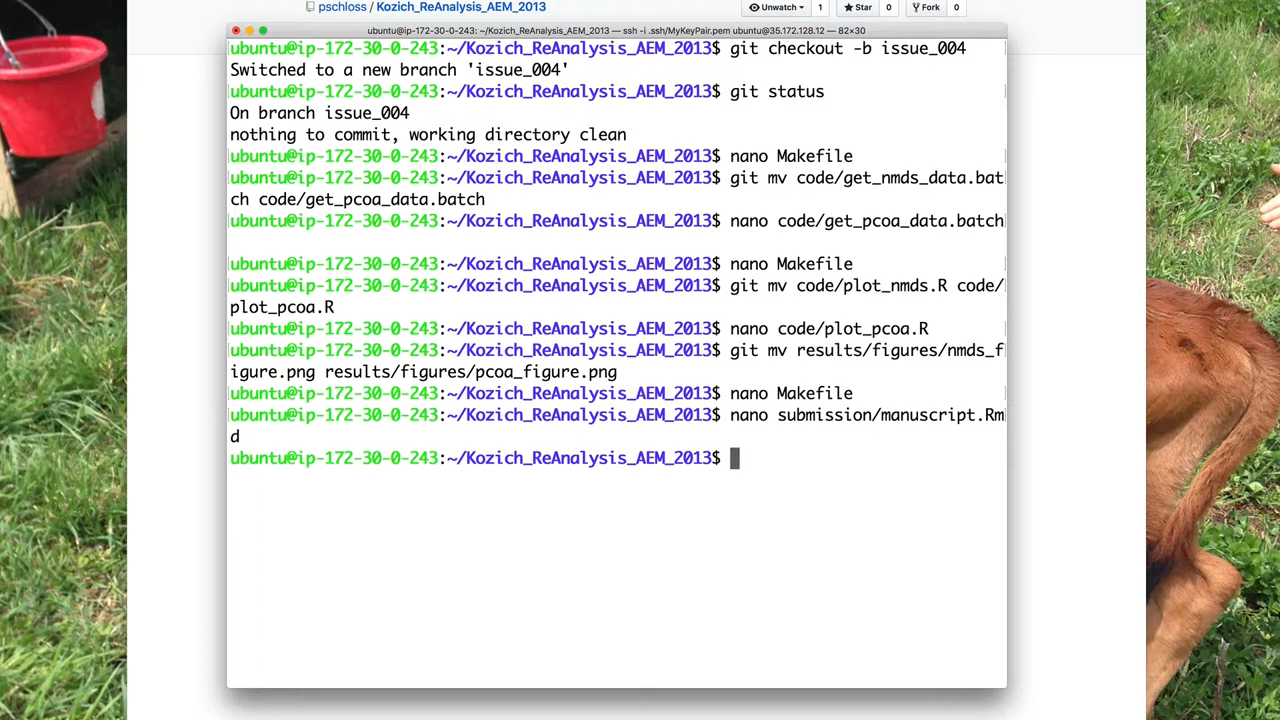 pschloss / Kozich_ReAnalysis_AEM_2013
Unwatch 1 Star 0 Fork 0
ubuntu@ip-172-30-0-243: ~/Kozich_ReAnalysis_AEM_2013 — ssh -i .ssh/MyKeyPair.pem ubuntu@35.172.128.12 — 82×30
ubuntu@ip-172-30-0-243:~/Kozich_ReAnalysis_AEM_2013$ git checkout -b issue_004
Switched to a new branch 'issue_004'
ubuntu@ip-172-30-0-243:~/Kozich_ReAnalysis_AEM_2013$ git status
On branch issue_004
nothing to commit, working directory clean
ubuntu@ip-172-30-0-243:~/Kozich_ReAnalysis_AEM_2013$ nano Makefile
ubuntu@ip-172-30-0-243:~/Kozich_ReAnalysis_AEM_2013$ git mv code/get_nmds_data.bat
ch code/get_pcoa_data.batch
ubuntu@ip-172-30-0-243:~/Kozich_ReAnalysis_AEM_2013$ nano code/get_pcoa_data.batch
ubuntu@ip-172-30-0-243:~/Kozich_ReAnalysis_AEM_2013$ nano Makefile
ubuntu@ip-172-30-0-243:~/Kozich_ReAnalysis_AEM_2013$ git mv code/plot_nmds.R code/
plot_pcoa.R
ubuntu@ip-172-30-0-243:~/Kozich_ReAnalysis_AEM_2013$ nano code/plot_pcoa.R
ubuntu@ip-172-30-0-243:~/Kozich_ReAnalysis_AEM_2013$ git mv results/figures/nmds_f
igure.png results/figures/pcoa_figure.png
ubuntu@ip-172-30-0-243:~/Kozich_ReAnalysis_AEM_2013$ nano Makefile
ubuntu@ip-172-30-0-243:~/Kozich_ReAnalysis_AEM_2013$ nano submission/manuscript.Rm
d
ubuntu@ip-172-30-0-243:~/Kozich_ReAnalysis_AEM_2013$